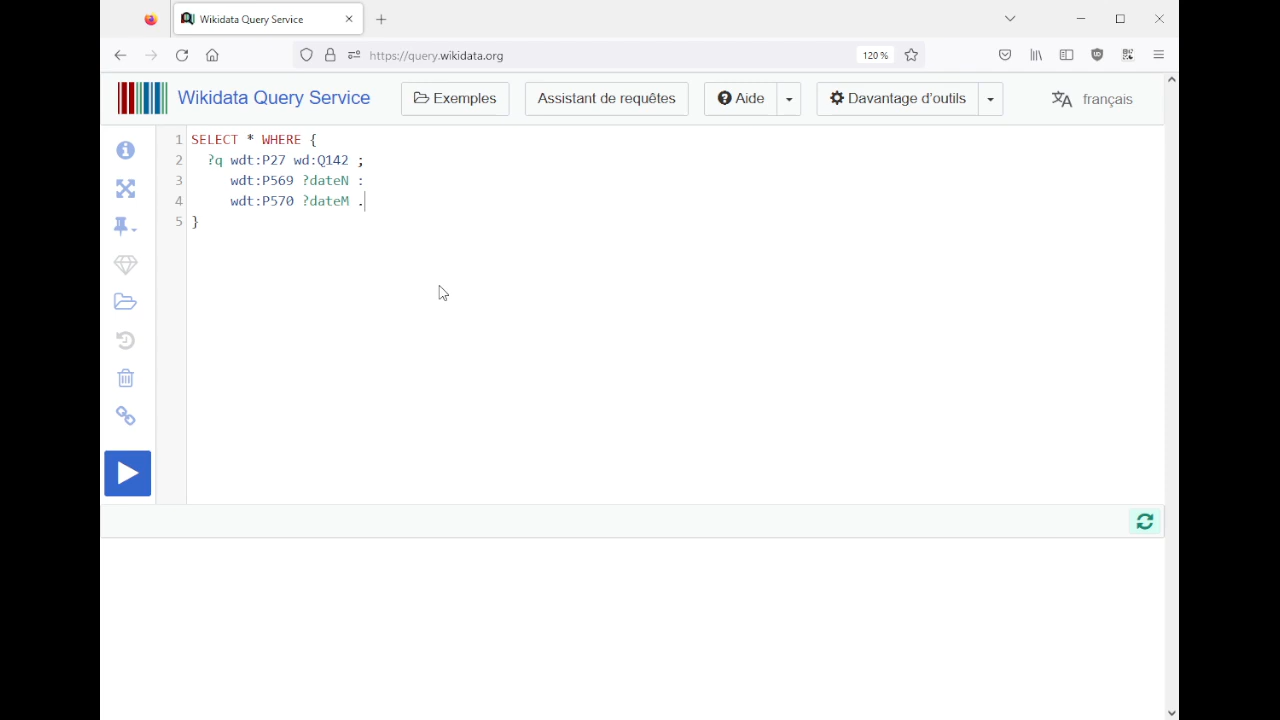 Wikidata Query Service
https://query.wikidata.org
120 %
Wikidata Query Service
Exemples
Assistant de requêtes
Aide
Davantage d'outils
français
1 SELECT * WHERE {
2 ?q wdt:P27 wd:Q142 ;
3 wdt:P569 ?dateN :
4 wdt:P570 ?dateM .
5 }